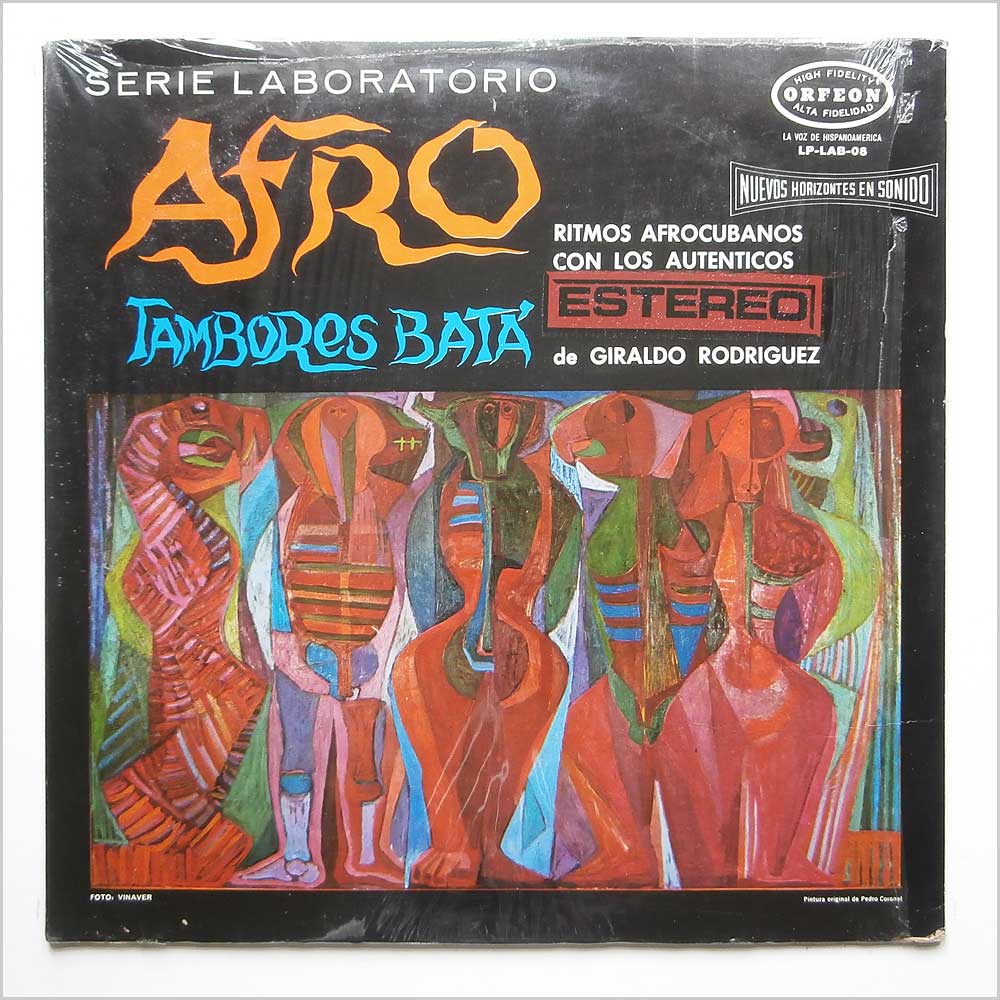 SERIE LABORATORIO
AFRO
TAMBORES BATÁ
HIGH FIDELITY
ORFEON
ALTA FIDELIDAD
LA VOZ DE HISPANOAMERICA
LP-LAB-08
NUEVOS HORIZONTES EN SONIDO
RITMOS AFROCUBANOS
CON LOS AUTENTICOS
ESTEREO
de GIRALDO RODRIGUEZ
FOTO: VINAVER
Pintura original de Pedro Coronel